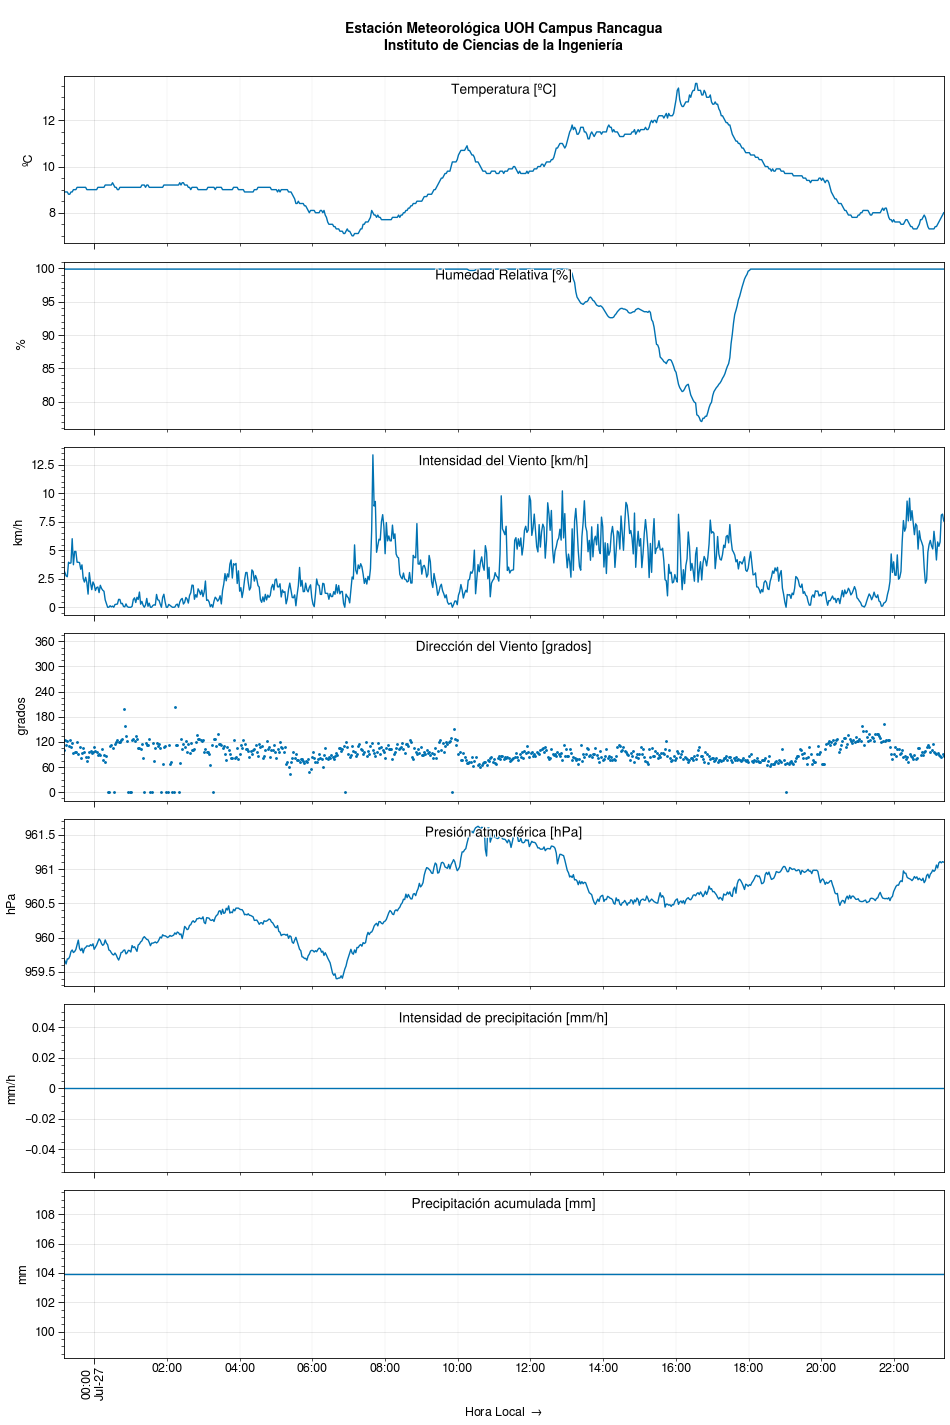 Estación Meteorológica UOH Campus Rancagua
Instituto de Ciencias de la Ingeniería
Temperatura [ºC]
ºC
12
10
8
Humedad Relativa [%]
%
100
95
90
85
80
Intensidad del Viento [km/h]
km/h
12.5
10
7.5
5
2.5
0
Dirección del Viento [grados]
grados
360
300
240
180
120
60
0
Presión atmosférica [hPa]
hPa
961.5
961
960.5
960
959.5
Intensidad de precipitación [mm/h]
mm/h
0.04
0.02
0
−0.02
−0.04
Precipitación acumulada [mm]
mm
108
106
104
102
100
00:00
Jul-27
02:00
04:00
06:00
08:00
10:00
12:00
14:00
16:00
18:00
20:00
22:00
Hora Local →